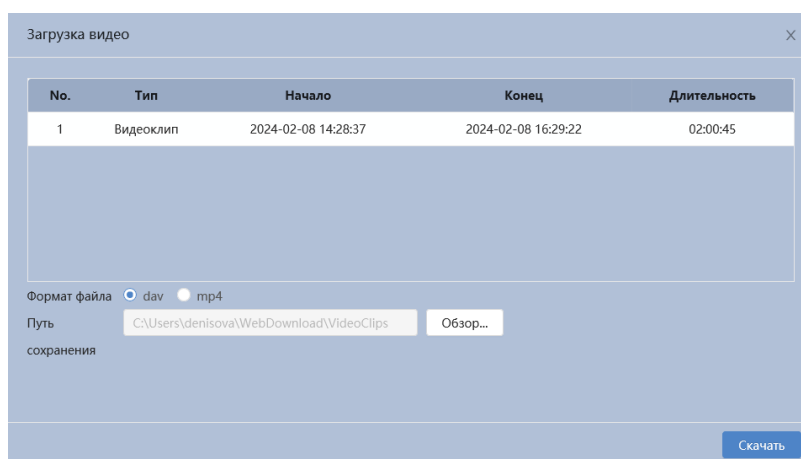 Загрузка видео
No. Тип Начало Конец Длительность
1 Видеоклип 2024-02-08 14:28:37 2024-02-08 16:29:22 02:00:45
Формат файла dav mp4
Путь C:\Users\denisova\WebDownload\VideoClips Обзор...
сохранения
Скачать